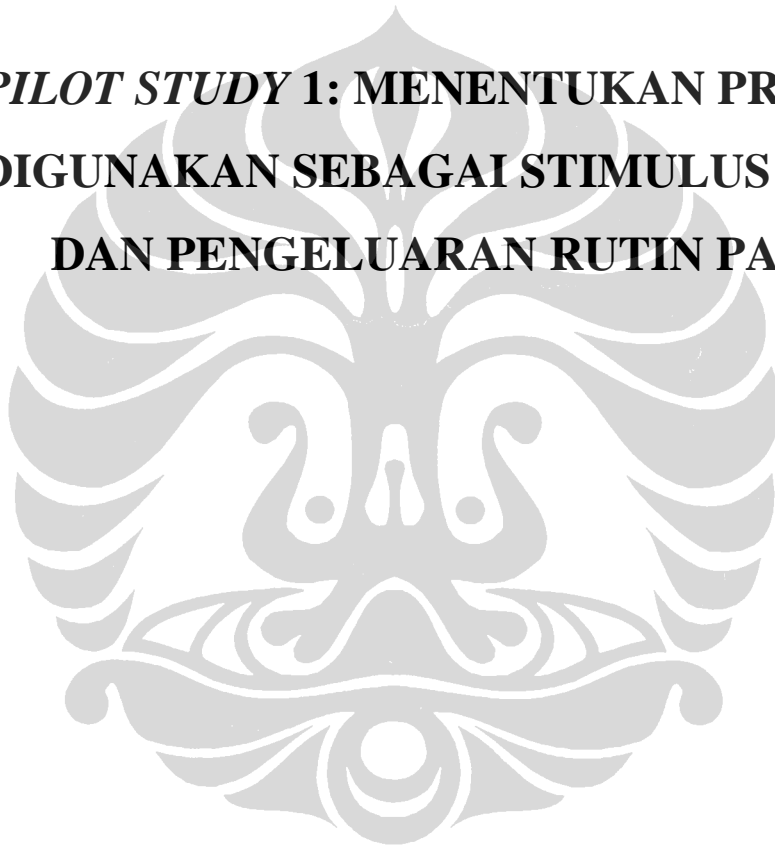 PILOT STUDY 1: MENENTUKAN PR
DIGUNAKAN SEBAGAI STIMULUS
DAN PENGELUARAN RUTIN PA